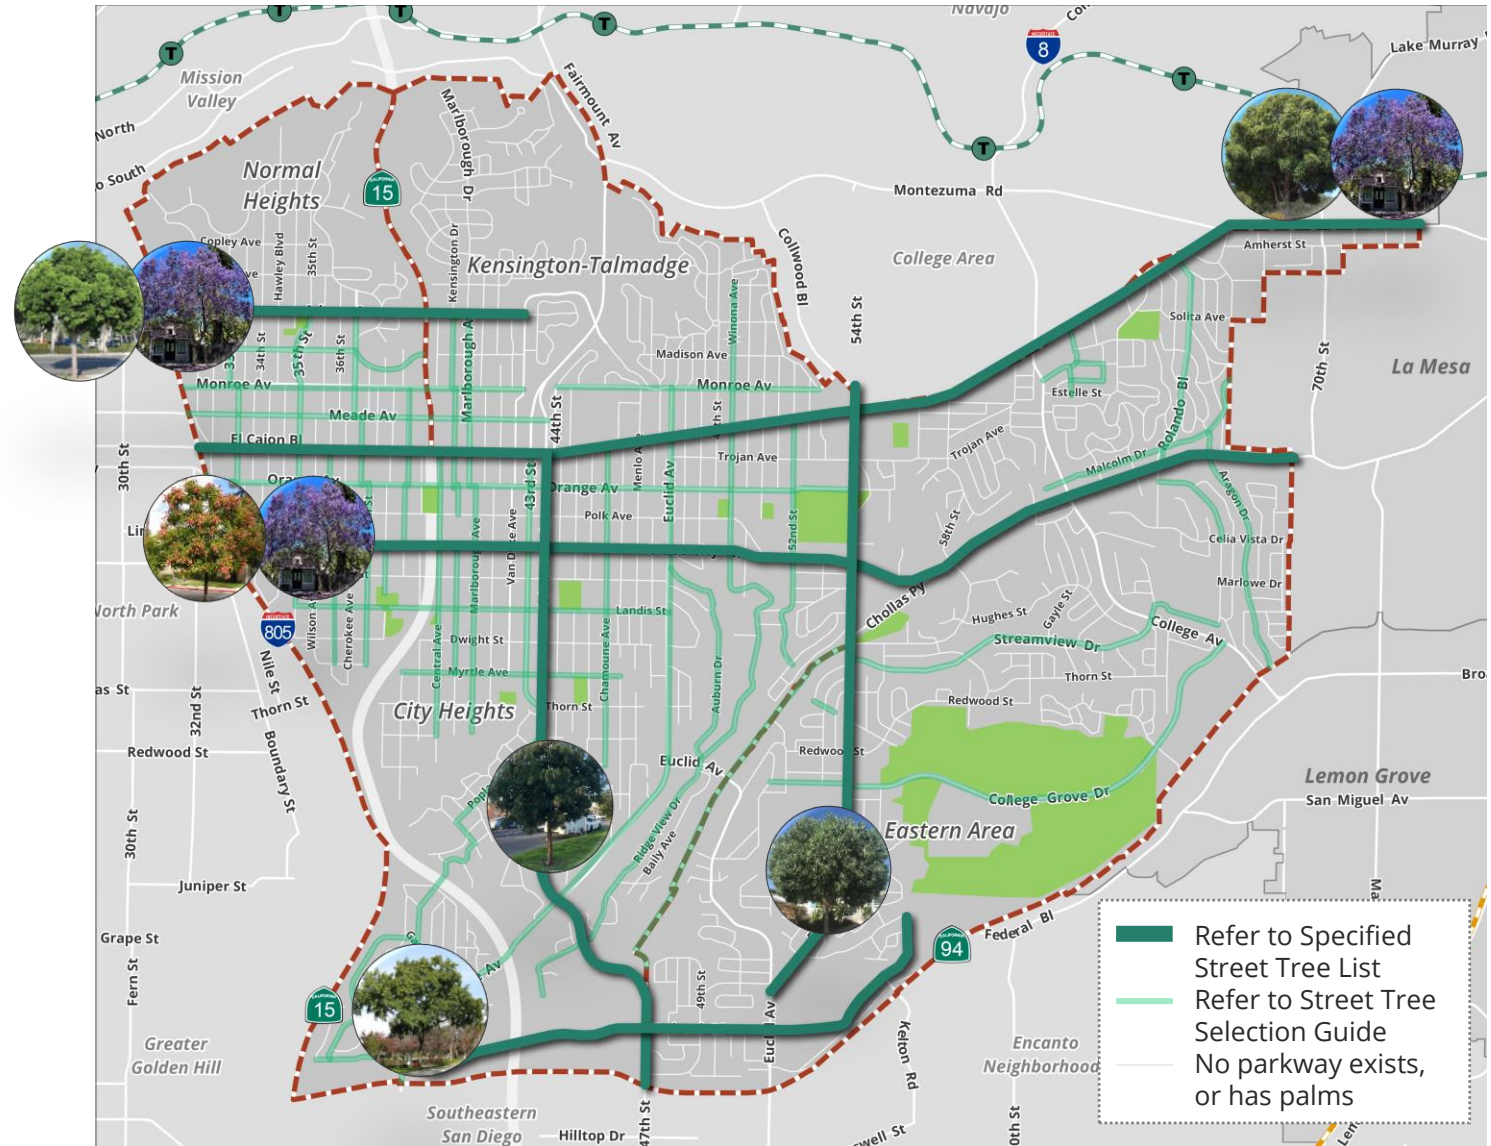 Navajo
T
T
T
T
T
INTERSTATE
8
Lake Murray
Mission
Valley
Fairmount Av
Marlborough Dr
North
o South
Normal
Heights
CALIFORNIA
15
Montezuma Rd
Copley Ave
Hawley Blvd
35th St
Kensington Dr
Kensington-Talmadge
Collwood Bl
College Area
Amherst St
54th St
Winona Ave
Solita Ave
34th St
35th St
36th St
Madison Ave
70th St
La Mesa
Monroe Av
Monroe Av
Estelle St
Meade Av
44th St
Rolando Bl
El Cajon Bl
30th St
Menlo
Trojan Ave
Trojan Ave
Malcolm Dr
43rd St
Orange Av
Euclid Av
Aragon Dr
Polk Ave
52nd St
58th St
Celia Vista Dr
Marlborough Ave
Marlowe Dr
North Park
INTERSTATE
805
Cherokee Ave
Landis St
Chollas Py
Hughes St
Gayle St
College Av
Dwight St
Streamview Dr
Central Ave
Myrtle Ave
Chamoune Ave
Auburn Dr
Thorn St
as St
Nile St
32nd St
Thorn St
City Heights
Thorn St
Redwood St
Redwood St
Boundary St
Redwood St
Euclid Av
Lemon Grove
San Miguel Av
College Grove Dr
30th St
Ridge View Dr
Baily Ave
Eastern Area
Juniper St
Grape St
Federal Bl
CALIFORNIA
94
Fern St
49th St
CALIFORNIA
15
Av
Kelton Rd
Greater
Golden Hill
Encanto
Neighborhood
Southeastern
San Diego
Hilltop Dr
47th St
Refer to Specified
Street Tree List
Refer to Street Tree
Selection Guide
No parkway exists,
or has palms